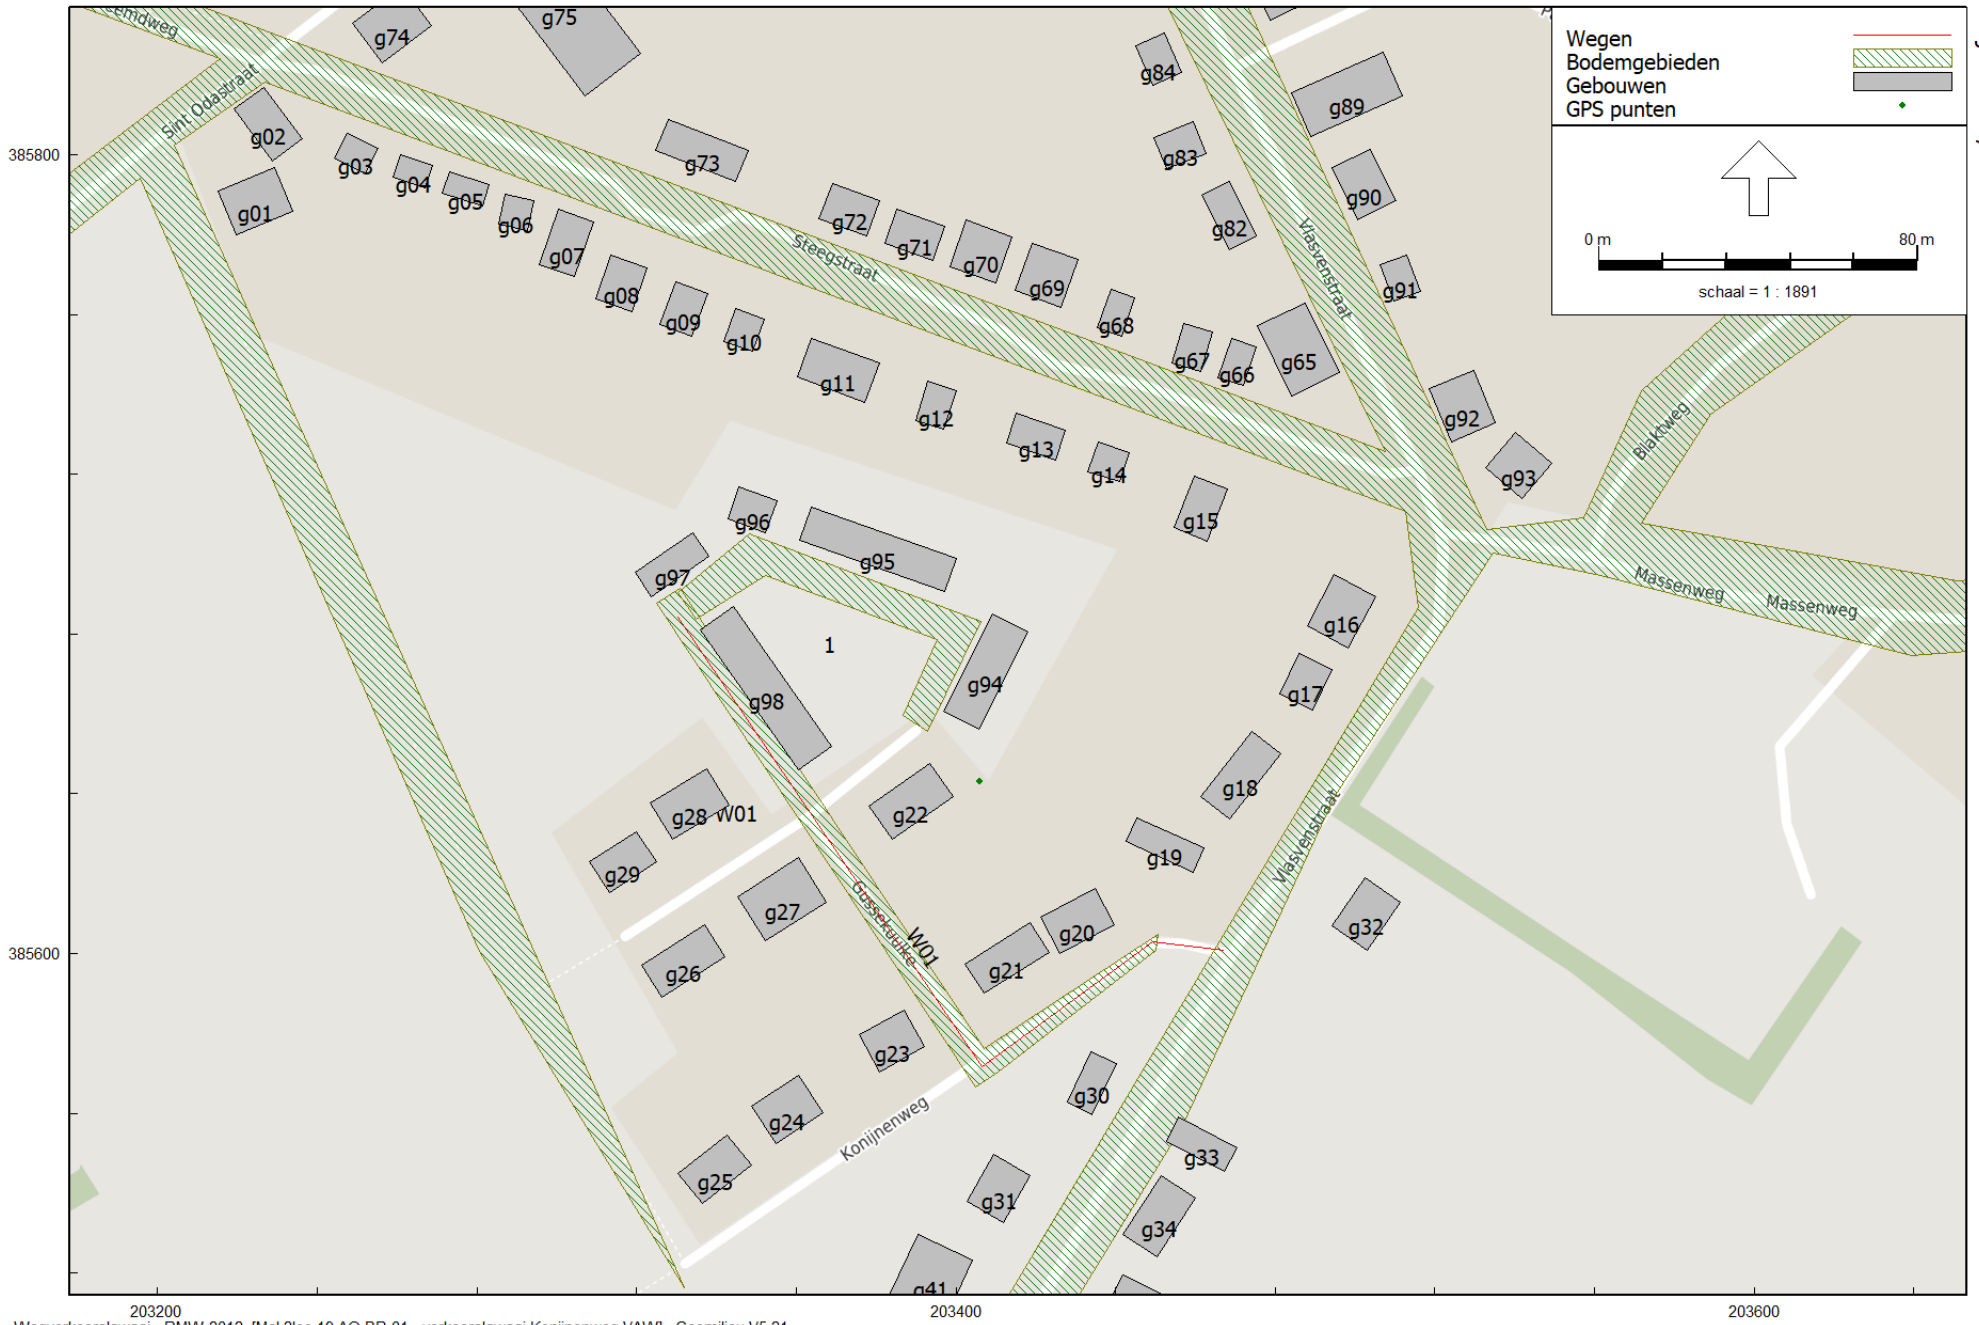 Wegen
Bodemgebieden
Gebouwen
GPS punten
0 m
80 m
schaal = 1 : 1891
385800
385600
203200
203400
203600
Sint Odastraat
Steegstraat
Vlasvenstraat
Blaktweg
Massenweg
Massenweg
Vlasvenstraat
Gussekuulke
Konijnenweg
W01
W01
1
g74
g75
g84
g89
g02
g03
g04
g05
g06
g01
g07
g08
g09
g10
g11
g12
g13
g14
g15
g73
g72
g71
g70
g69
g68
g67
g66
g65
g83
g82
g90
g91
g92
g93
g96
g97
g95
g94
g98
g16
g17
g18
g19
g20
g21
g22
g28
g29
g27
g26
g23
g24
g25
g30
g31
g32
g33
g34
g41